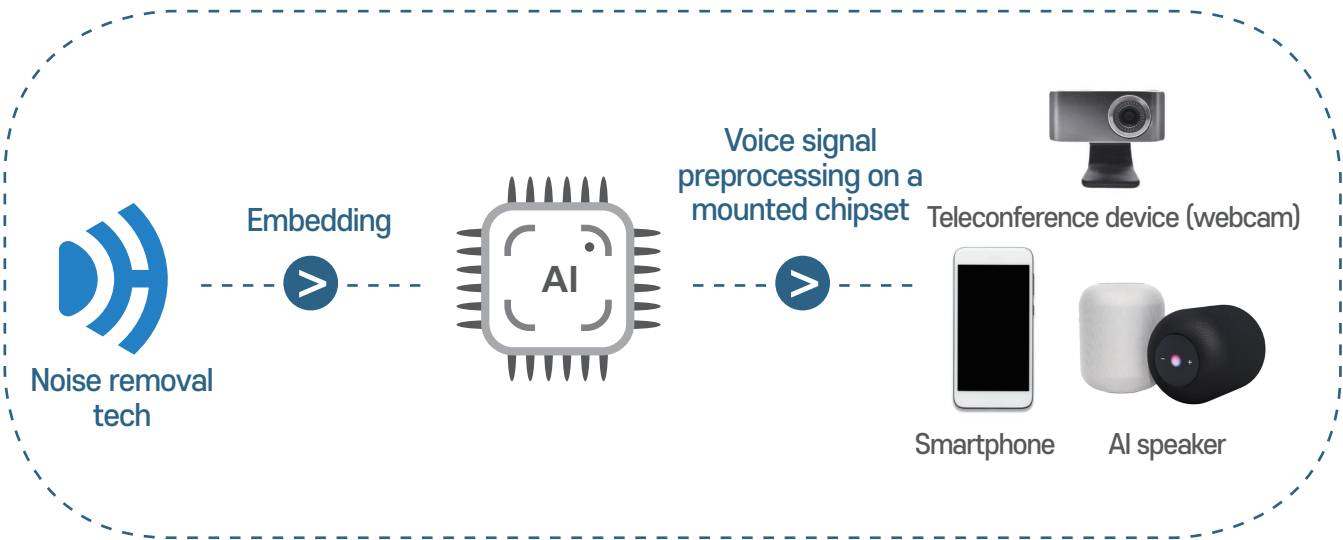 Noise removal
tech
Embedding
>
AI
Voice signal
preprocessing on a
mounted chipset
>
Teleconference device (webcam)
Smartphone
- +
AI speaker